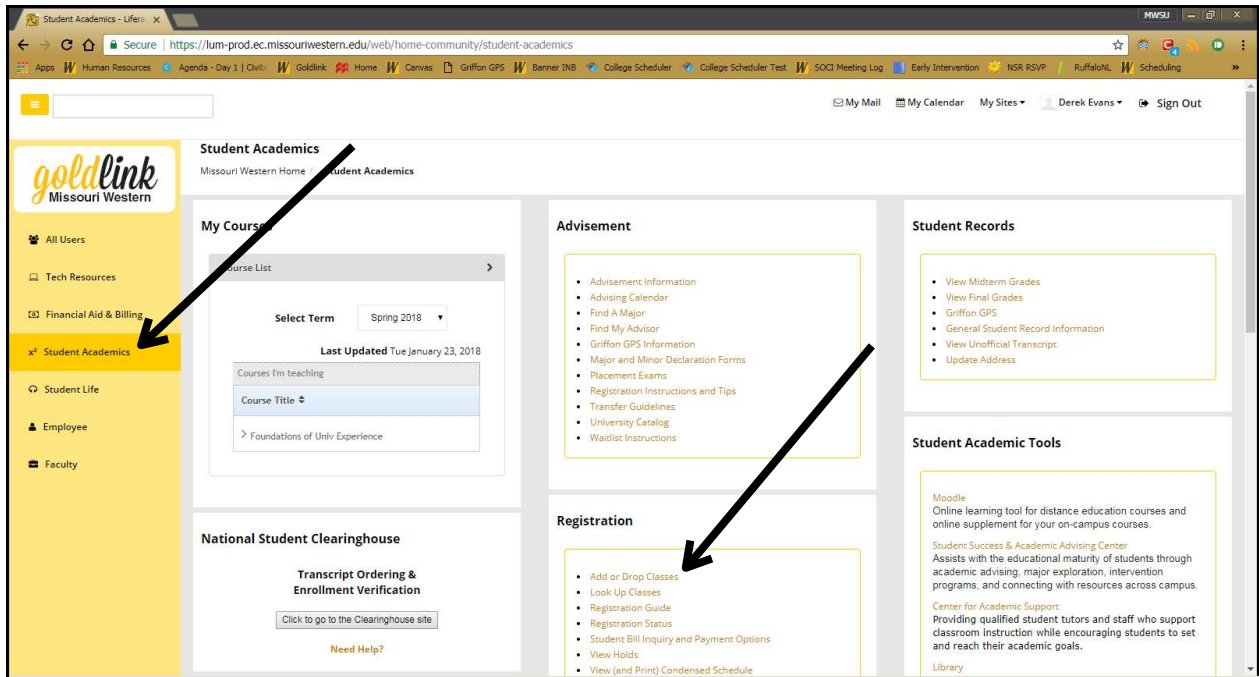 Student Academics - Lifera
MWSU
Secure | https://lum-prod.ec.missouriwestern.edu/web/home-community/student-academics
Apps Human Resources Agenda - Day 1 | Civit Goldlink Home Canvas Griffon GPS Banner INB College Scheduler College Scheduler Test SOCI Meeting Log Early Intervention NSR RSVP RuffaloNL Scheduling »
My Mail My Calendar My Sites Derek Evans Sign Out
goldlink
Missouri Western
All Users
Tech Resources
Financial Aid & Billing
x² Student Academics
Student Life
Employee
Faculty
Student Academics
Missouri Western Home / Student Academics
My Courses
Course List
Select Term Spring 2018
Last Updated Tue January 23, 2018
Courses I'm teaching
Course Title
Foundations of Univ Experience
National Student Clearinghouse
Transcript Ordering &
Enrollment Verification
Click to go to the Clearinghouse site
Need Help?
Advisement
Advisement Information
Advising Calendar
Find A Major
Find My Advisor
Griffon GPS Information
Major and Minor Declaration Forms
Placement Exams
Registration Instructions and Tips
Transfer Guidelines
University Catalog
Waitlist Instructions
Registration
Add or Drop Classes
Look Up Classes
Registration Guide
Registration Status
Student Bill Inquiry and Payment Options
View Holds
View (and Print) Condensed Schedule
Student Records
View Midterm Grades
View Final Grades
Griffon GPS
General Student Record Information
View Unofficial Transcript
Update Address
Student Academic Tools
Moodle
Online learning tool for distance education courses and
online supplement for your on-campus courses.
Student Success & Academic Advising Center
Assists with the educational maturity of students through
academic advising, major exploration, intervention
programs, and connecting with resources across campus.
Center for Academic Support
Providing qualified student tutors and staff who support
classroom instruction while encouraging students to set
and reach their academic goals.
Library